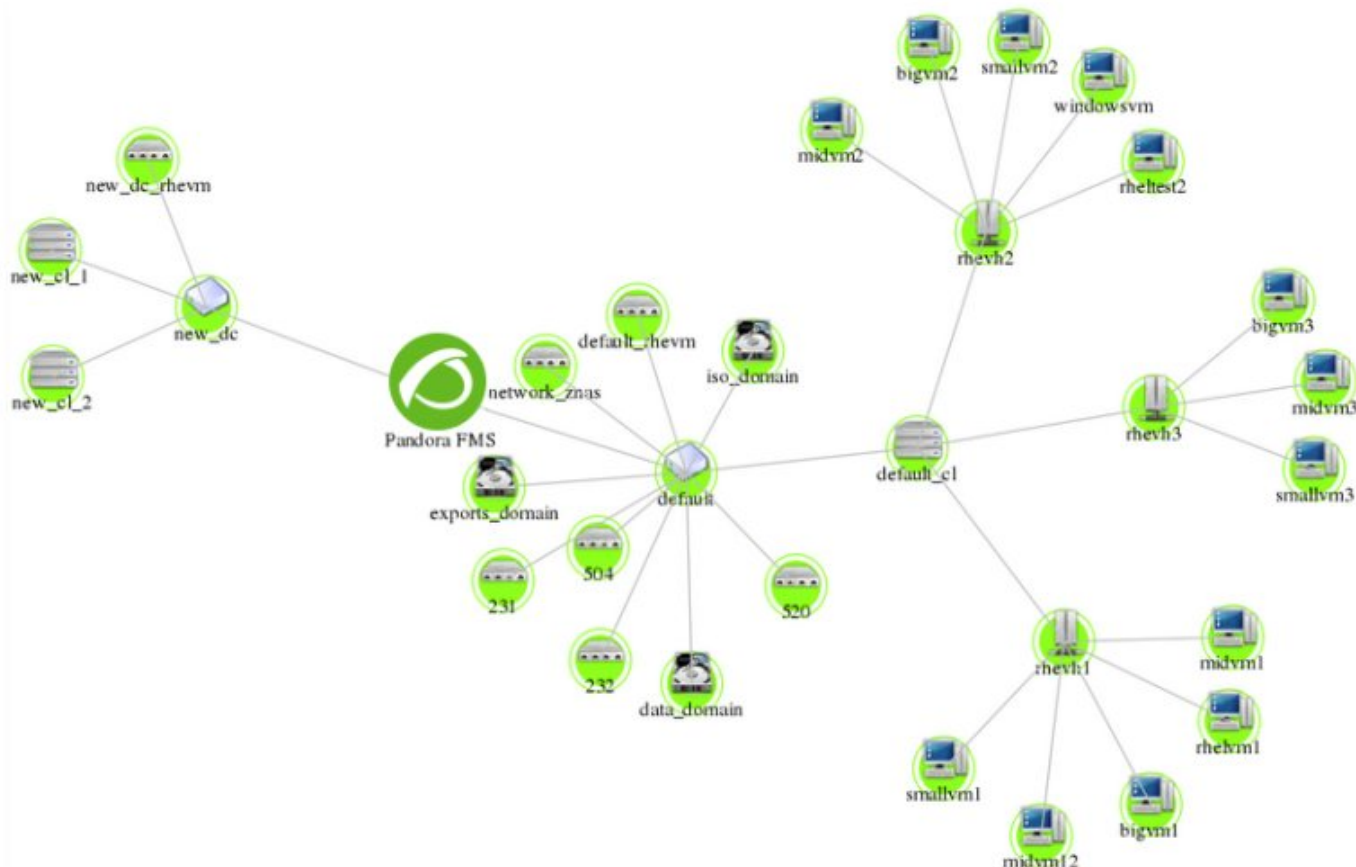 bigvm2
smallvm2
windowsvm
midvm2
rheltest2
new_dc_rhevm
rhevh2
new_cl_1
bigvm3
new_dc
default_rhevm
iso_domain
network_znas
new_cl_2
midvm3
Pandora FMS
rhevh3
default_cl
smallvm3
default
exports_domain
504
231
520
232
rhevh1
midvm1
data_domain
rhelvm1
smallvm1
bigvm1
midvm12